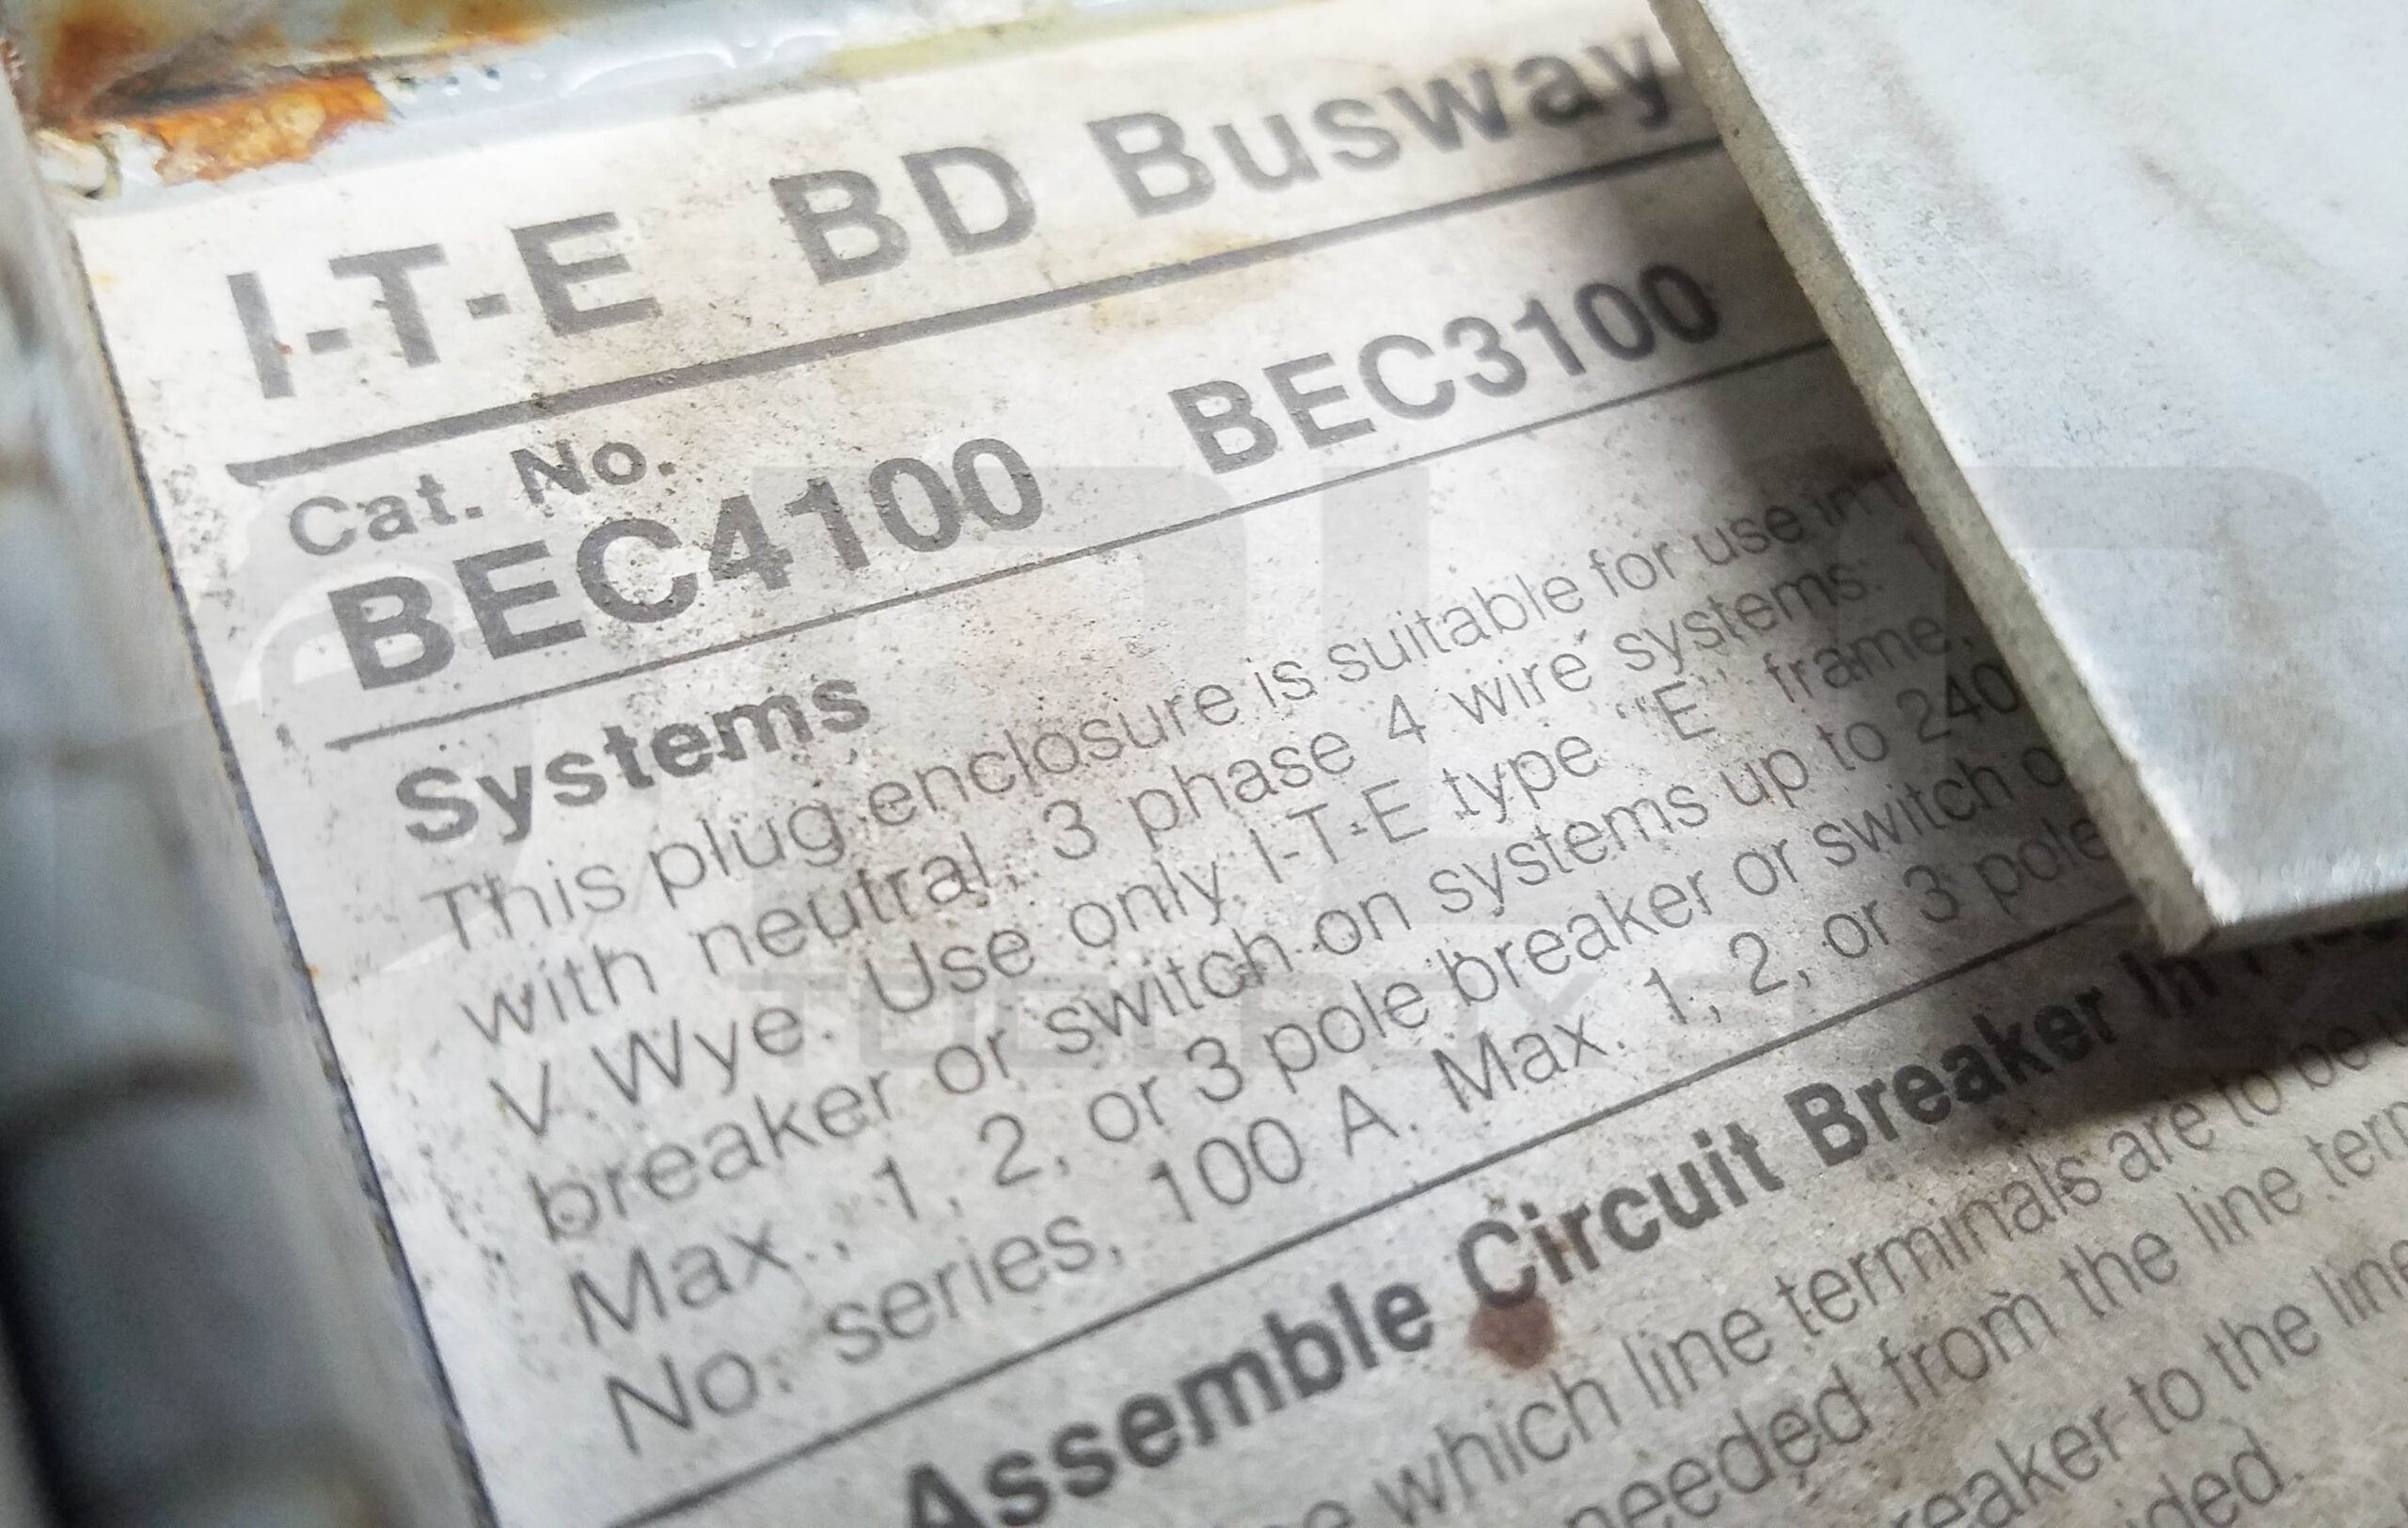 I-T-E BD Busway
Cat. No.
BEC4100 BEC3100
Systems
This plug enclosure is suitable for use in
with neutral, 3 phase 4 wire systems:
V Wye. Use only I-T-E type "E" frame,
breaker or switch on systems up to 240
Max., 1, 2, or 3 pole breaker or switch
No. series, 100 A. Max. 1, 2, or 3 pole
Assemble Circuit Breaker In
which line terminals are to be
needed from the line
to the line